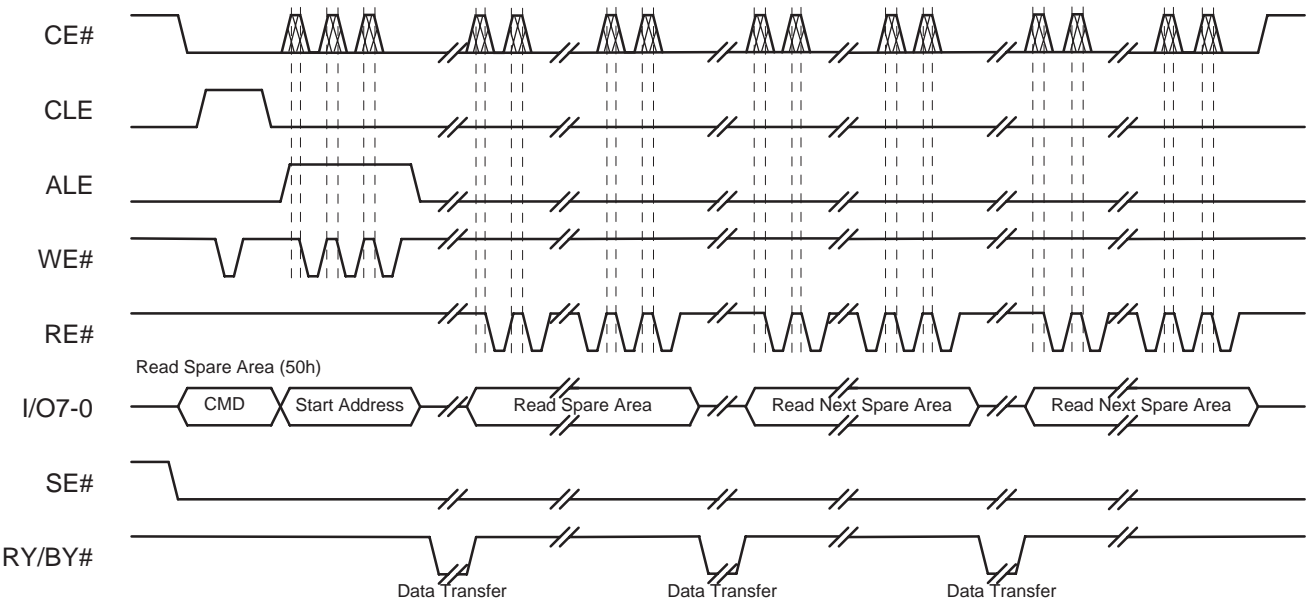 CE#
CLE
ALE
WE#
RE#
Read Spare Area (50h)
I/O7-0 CMD Start Address Read Spare Area Read Next Spare Area Read Next Spare Area
SE#
RY/BY#
Data Transfer Data Transfer Data Transfer